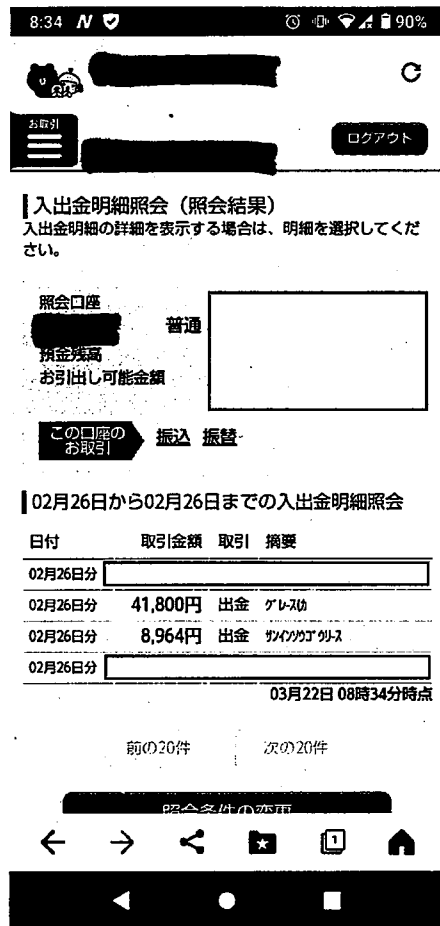 8:34 N 90%
お取引
ログアウト
入出金明細照会（照会結果）
入出金明細の詳細を表示する場合は、明細を選択してくだ
さい。
照会口座
普通
預金残高
お引出し可能金額
この口座の
お取引
振込 振替
02月26日から02月26日までの入出金明細照会
日付 取引金額 取引 摘要
02月26日分
02月26日分 41,800円 出金 ｸﾞﾚｰｽ(ｶ
02月26日分 8,964円 出金 ｻﾝｲﾝｿｳｺﾞｳﾘｰｽ
02月26日分
03月22日 08時34分時点
前の20件 次の20件
照会条件の変更
1